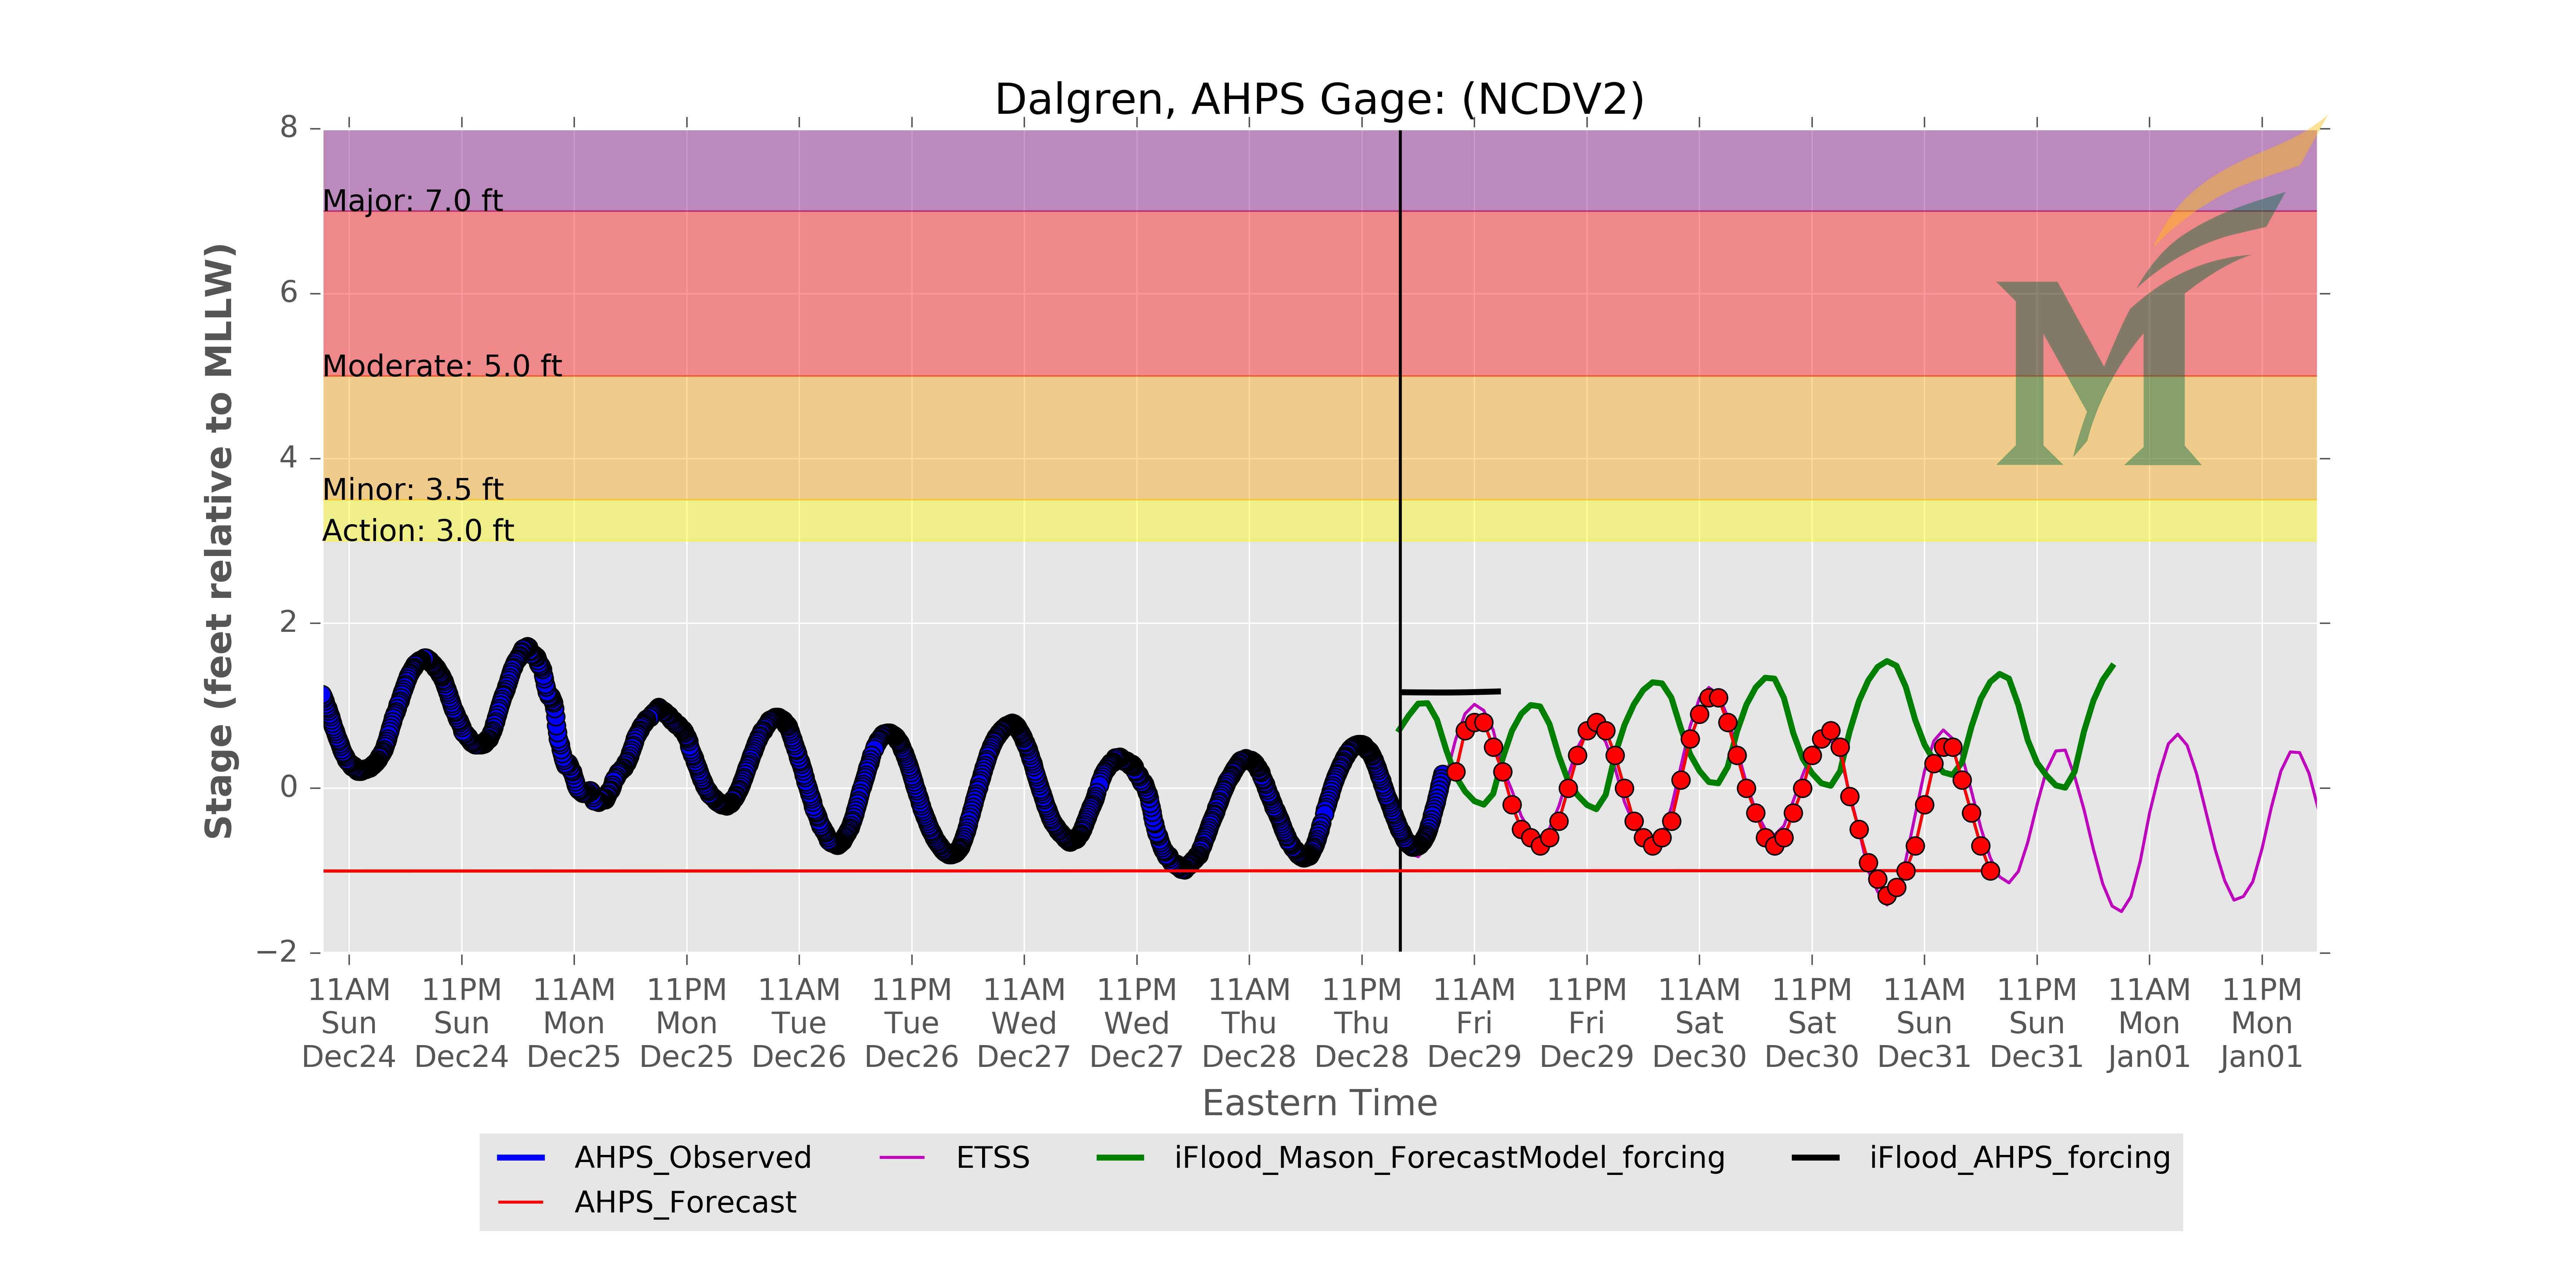 Dalgren, AHPS Gage: (NCDV2)
8
Major: 7.0 ft
6
Moderate: 5.0 ft
4
Minor: 3.5 ft
Action: 3.0 ft
2
0
−2
Stage (feet relative to MLLW)
M
11AM 11PM 11AM 11PM 11AM 11PM 11AM 11PM 11AM 11PM 11AM 11PM 11AM 11PM 11AM 11PM 11AM 11PM
Sun Sun Mon Mon Tue Tue Wed Wed Thu Thu Fri Fri Sat Sat Sun Sun Mon Mon
Dec24 Dec24 Dec25 Dec25 Dec26 Dec26 Dec27 Dec27 Dec28 Dec28 Dec29 Dec29 Dec30 Dec30 Dec31 Dec31 Jan01 Jan01
Eastern Time
AHPS_Observed ETSS iFlood_Mason_ForecastModel_forcing iFlood_AHPS_forcing
AHPS_Forecast